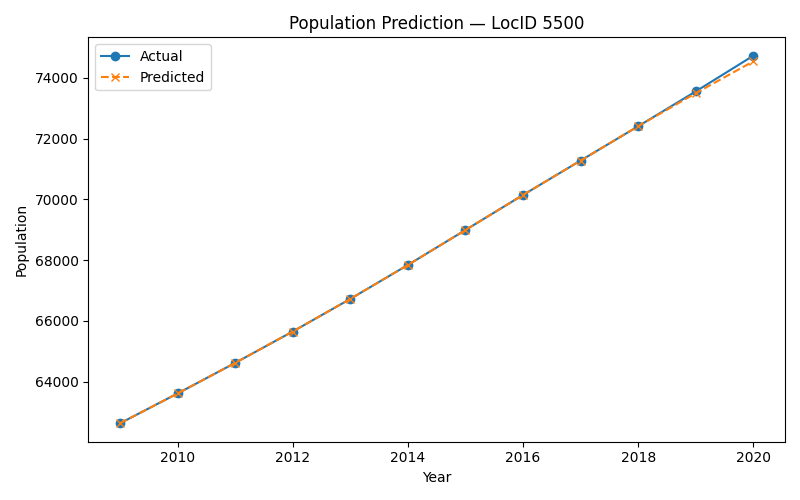 Population Prediction — LocID 5500
Actual
Predicted
Population
74000
72000
70000
68000
66000
64000
2010 2012 2014 2016 2018 2020
Year